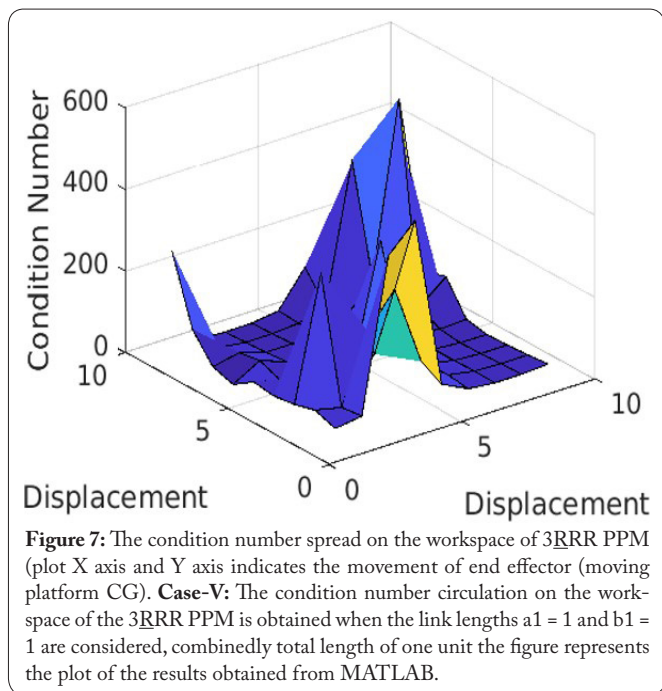 600
400
200
0
Condition Number
10
5
0
0
5
10
Displacement
Displacement
Figure 7: The condition number spread on the workspace of 3RRR PPM
(plot X axis and Y axis indicates the movement of end effector (moving
platform CG). Case-V: The condition number circulation on the work-
space of the 3RRR PPM is obtained when the link lengths a1 = 1 and b1 =
1 are considered, combinedly total length of one unit the figure represents
the plot of the results obtained from MATLAB.